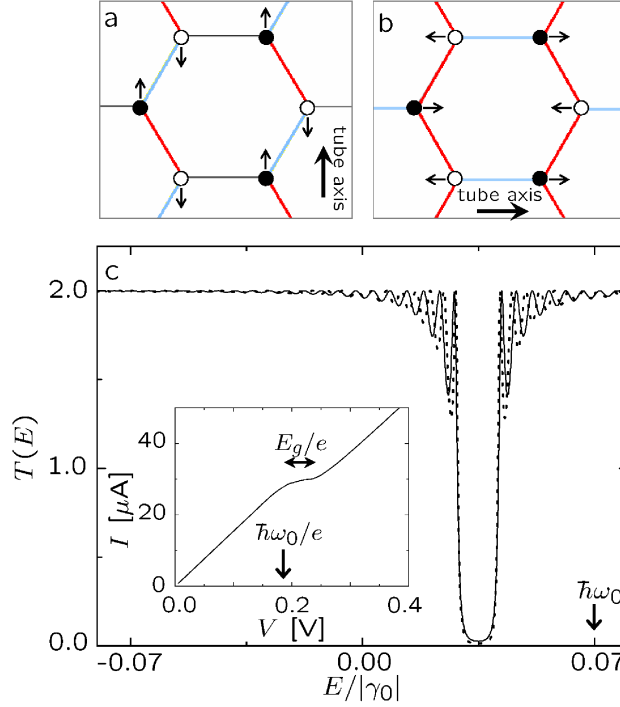 a
tube axis
b
tube axis
c
2.0
1.0
0.0
T(E)
-0.07
0.00
0.07
E/|γ₀|
ħω₀
40
20
0
I [μA]
E_g/e
ħω₀/e
0.0
0.2
0.4
V [V]